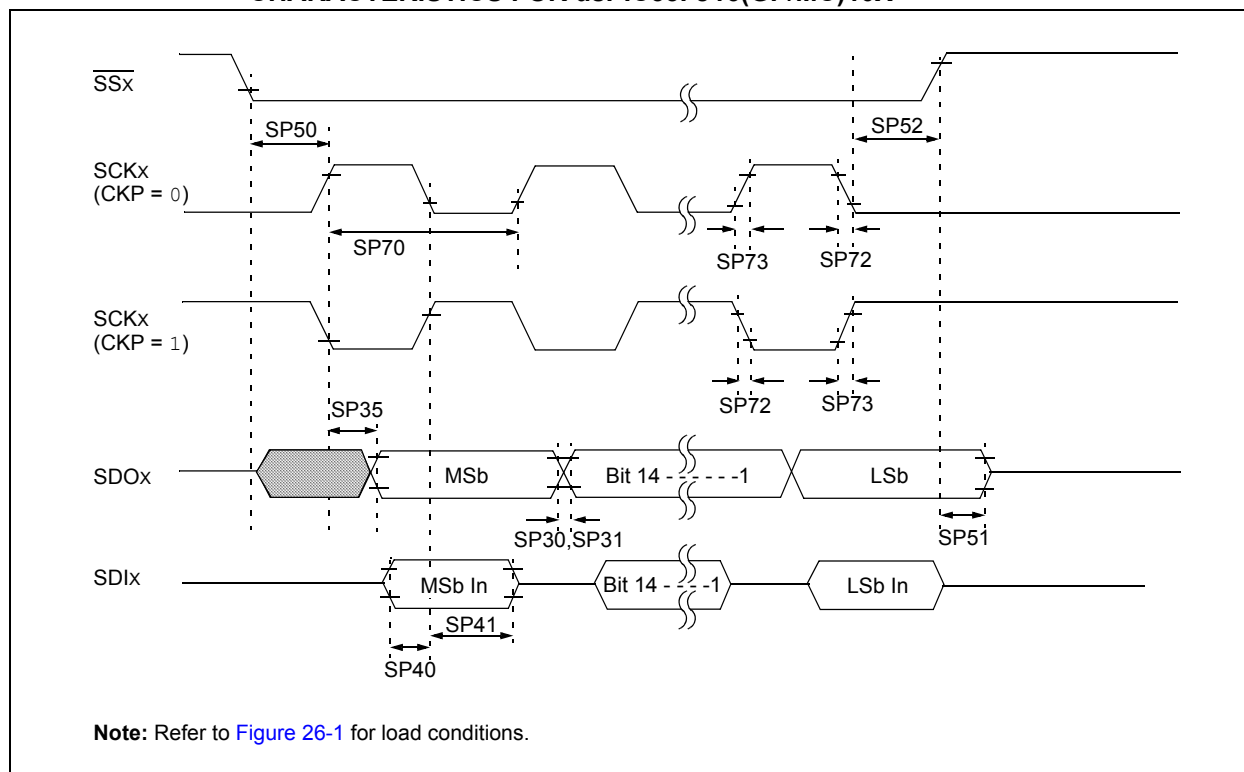 SSx
SP50
SP52
SCKx
(CKP = 0)
SP70
SP73
SP72
SCKx
(CKP = 1)
SP72
SP73
SP35
SDOx
MSb
Bit 14 - - - - - -1
LSb
SP30,SP31
SP51
SDIx
MSb In
Bit 14 - - - -1
LSb In
SP41
SP40
Note: Refer to Figure 26-1 for load conditions.